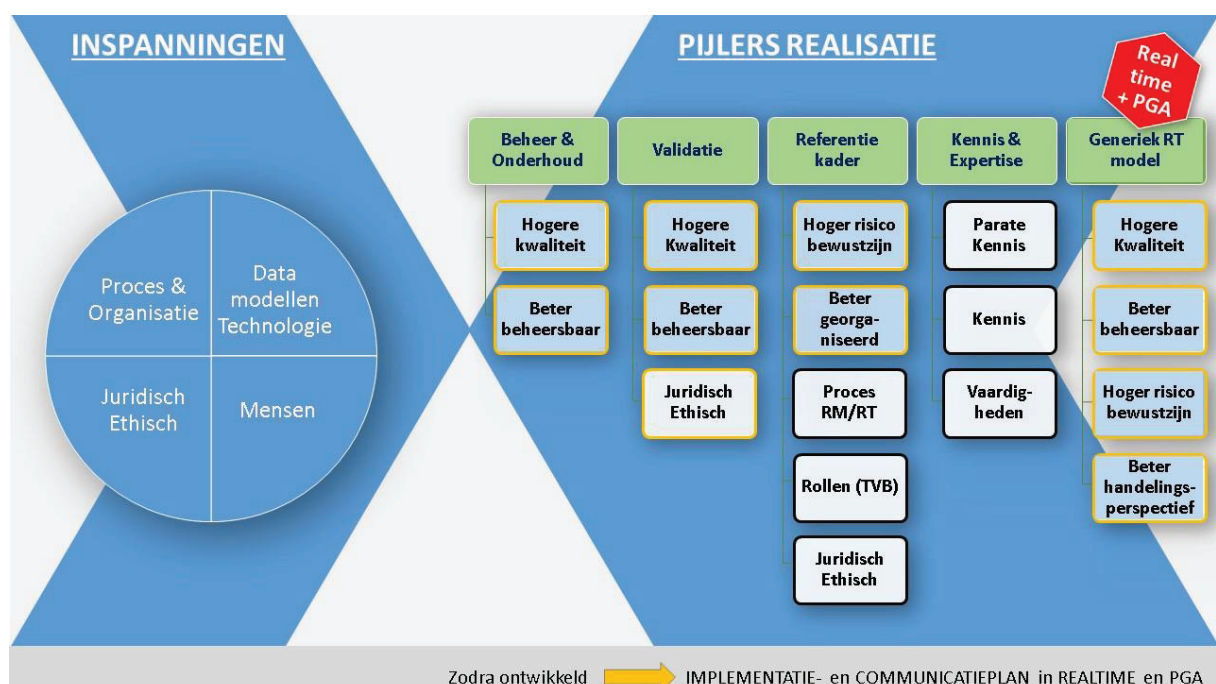 INSPANNINGEN
PIJLERS REALISATIE
Real
time
+ PGA
Proces &
Organisatie
Data
modellen
Technologie
Juridisch
Ethisch
Mensen
Beheer &
Onderhoud
Hogere
kwaliteit
Beter
beheersbaar
Validatie
Hogere
Kwaliteit
Beter
beheersbaar
Juridisch
Ethisch
Referentie
kader
Hoger risico
bewustzijn
Beter
georga-
niseerd
Proces
RM/RT
Rollen (TVB)
Juridisch
Ethisch
Kennis &
Expertise
Parate
Kennis
Kennis
Vaardig-
heden
Generiek RT
model
Hogere
Kwaliteit
Beter
beheersbaar
Hoger risico
bewustzijn
Beter
handelings-
perspectief
Zodra ontwikkeld IMPLEMENTATIE- en COMMUNICATIEPLAN in REALTIME en PGA